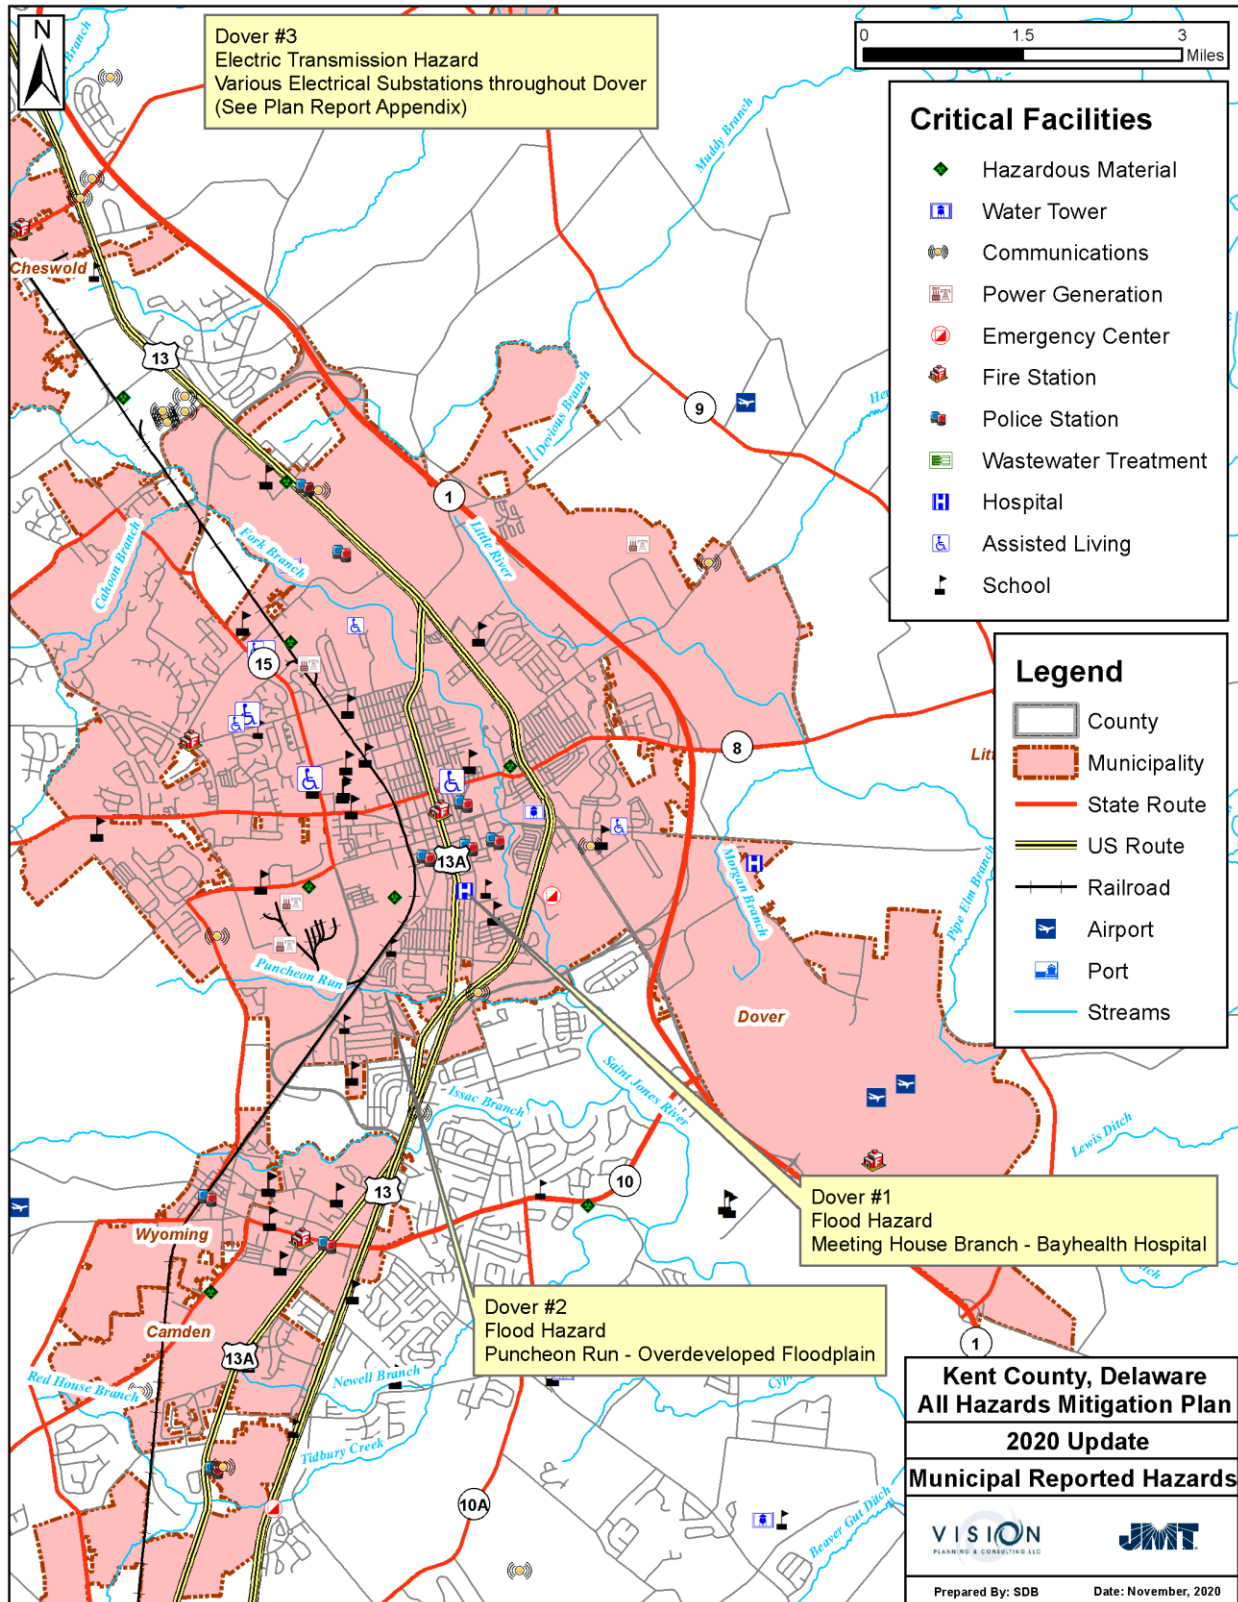 N
Branch
Dover #3
Electric Transmission Hazard
Various Electrical Substations throughout Dover
(See Plan Report Appendix)
0 1.5 3
Miles
Critical Facilities
Hazardous Material
Water Tower
Communications
Power Generation
Emergency Center
Fire Station
Police Station
Wastewater Treatment
Hospital
Assisted Living
School
Legend
County
Municipality
State Route
US Route
Railroad
Airport
Port
Streams
Muddy Branch
Cheswold
13
9
Devious Branch
1
Little River
Fork Branch
Cahoon Branch
15
8
13A
Morgan Branch
Pipe Elm Branch
Puncheon Run
Dover
Saint Jones River
Issac Branch
Lewis Ditch
10
13
Wyoming
Dover #1
Flood Hazard
Meeting House Branch - Bayhealth Hospital
Dover #2
Flood Hazard
Puncheon Run - Overdeveloped Floodplain
Camden
13A
1
Red House Branch
Newell Branch
Tidbury Creek
10A
Beaver Gut Ditch
Kent County, Delaware
All Hazards Mitigation Plan
2020 Update
Municipal Reported Hazards
VISION
PLANNING & CONSULTING, LLC
JMT
Prepared By: SDB Date: November, 2020